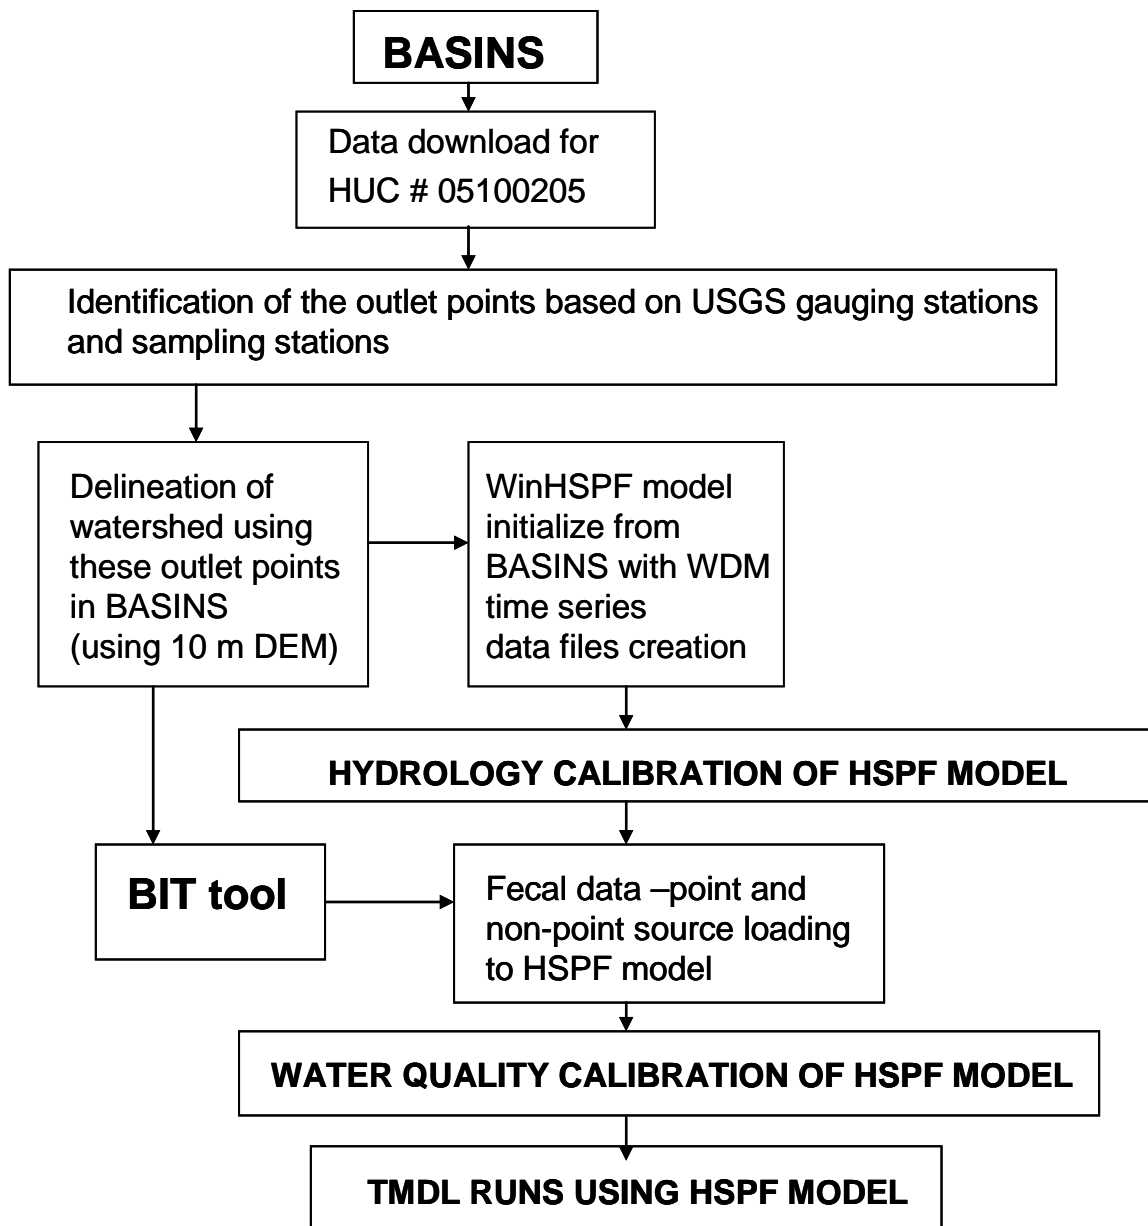 BASINS
Data download for
HUC # 05100205
Identification of the outlet points based on USGS gauging stations
and sampling stations
Delineation of
watershed using
these outlet points
in BASINS
(using 10 m DEM)
WinHSPF model
initialize from
BASINS with WDM
time series
data files creation
HYDROLOGY CALIBRATION OF HSPF MODEL
BIT tool
Fecal data –point and
non-point source loading
to HSPF model
WATER QUALITY CALIBRATION OF HSPF MODEL
TMDL RUNS USING HSPF MODEL